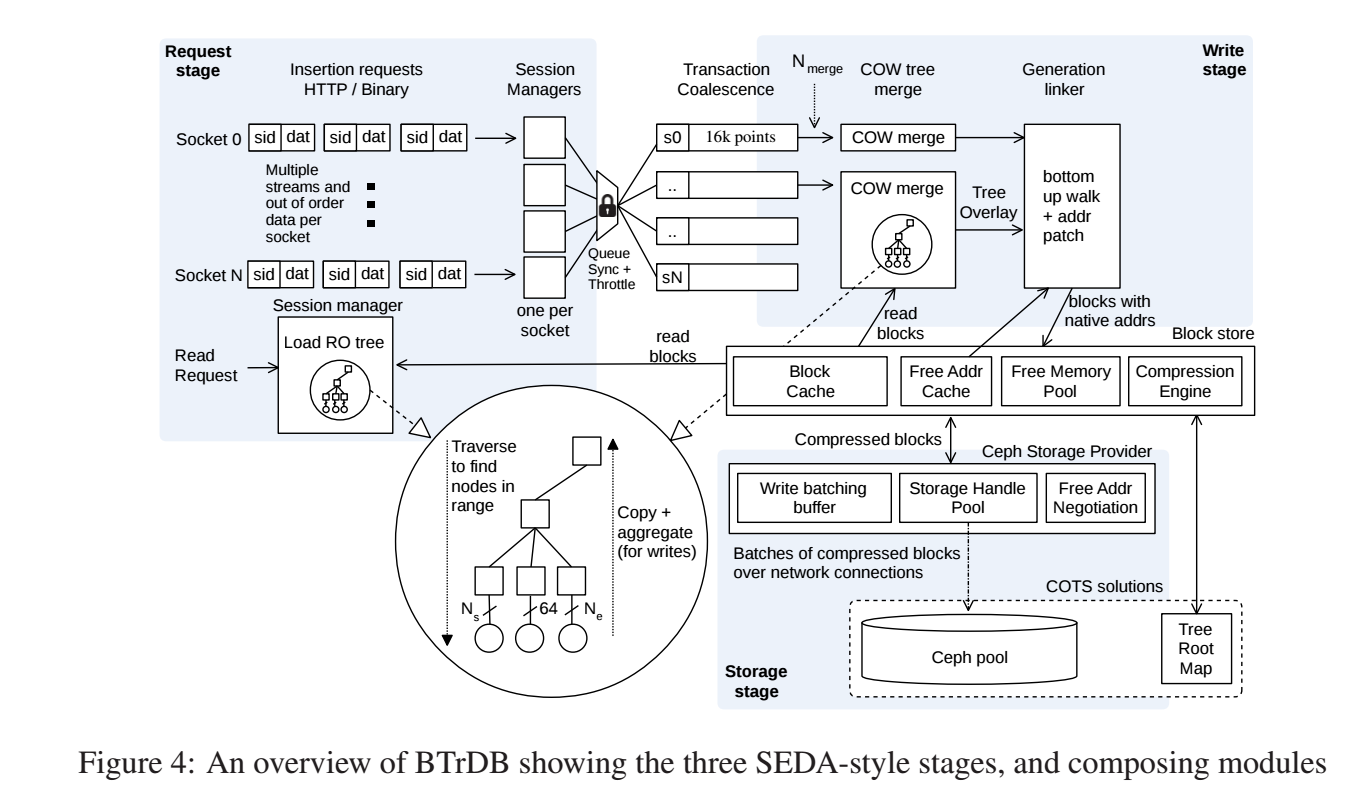 Request
stage
Insertion requests
HTTP / Binary
Session
Managers
Transaction
Coalescence
N merge
COW tree
merge
Generation
linker
Write
stage
Socket 0
sid dat
sid dat
sid dat
s0 16k points
COW merge
Multiple
streams and
out of order
data per
socket
..
..
COW merge
Tree
Overlay
bottom
up walk
+ addr
patch
Queue
Sync +
Throttle
Socket N
sid dat
sid dat
sid dat
sN
one per
socket
Session manager
Load RO tree
Read
Request
read
blocks
read
blocks
blocks with
native addrs
Block store
Block
Cache
Free Addr
Cache
Free Memory
Pool
Compression
Engine
Compressed blocks
Ceph Storage Provider
Traverse
to find
nodes in
range
Copy +
aggregate
(for writes)
Ns
64
Ne
Write batching
buffer
Storage Handle
Pool
Free Addr
Negotiation
Batches of compressed blocks
over network connections
COTS solutions
Ceph pool
Tree
Root
Map
Storage
stage
Figure 4: An overview of BTrDB showing the three SEDA-style stages, and composing modules